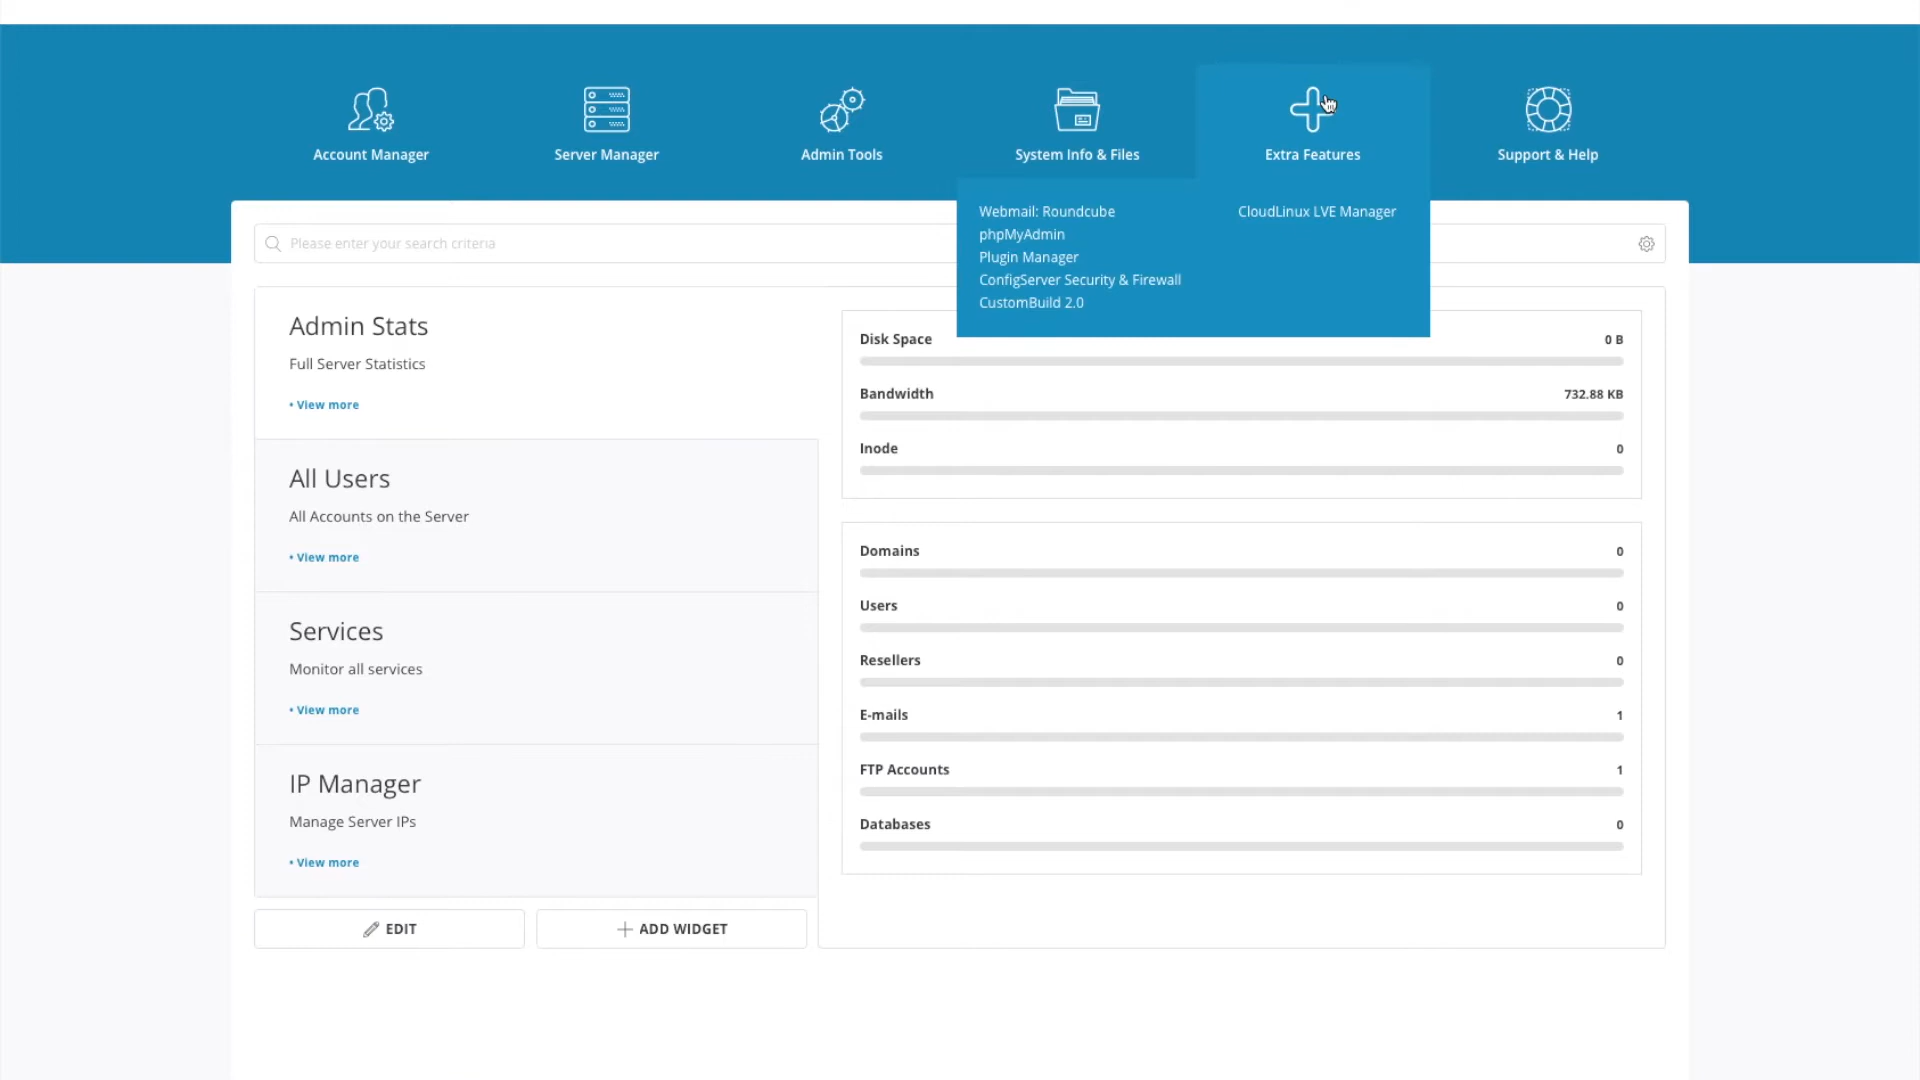 Account Manager
Server Manager
Admin Tools
System Info & Files
Extra Features
Support & Help
Webmail: Roundcube
phpMyAdmin
Plugin Manager
ConfigServer Security & Firewall
CustomBuild 2.0
CloudLinux LVE Manager
Please enter your search criteria
Admin Stats
Full Server Statistics
• View more
All Users
All Accounts on the Server
• View more
Services
Monitor all services
• View more
IP Manager
Manage Server IPs
• View more
EDIT
ADD WIDGET
Disk Space 0 B
Bandwidth 732.88 KB
Inode 0
Domains 0
Users 0
Resellers 0
E-mails 1
FTP Accounts 1
Databases 0